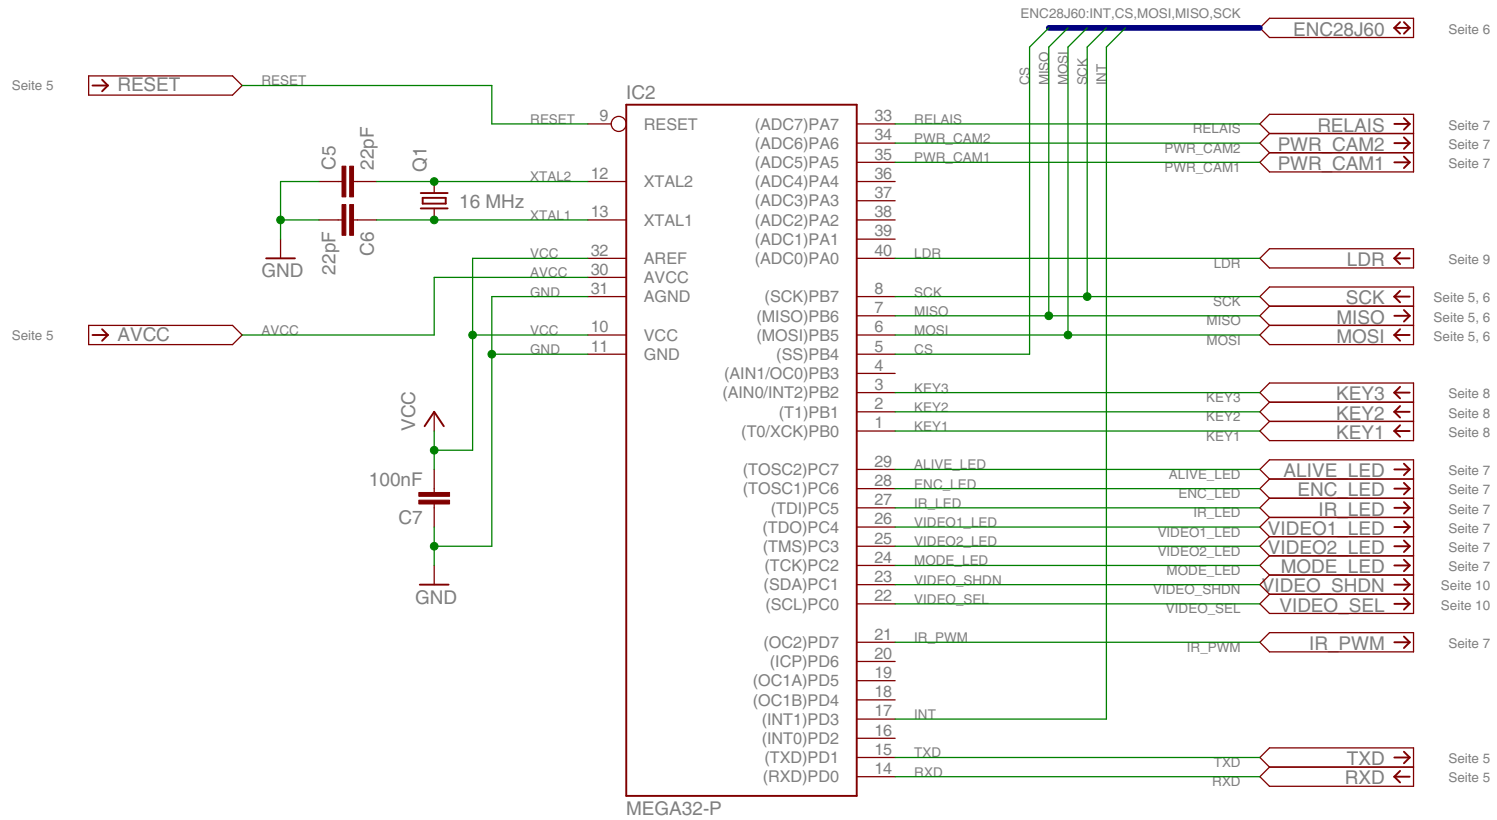 ENC28J60:INT,CS,MOSI,MISO,SCK
ENC28J60 Seite 6
CS MISO MOSI SCK INT
Seite 5 RESET RESET
IC2
RESET 9 RESET (ADC7)PA7 33 RELAIS RELAIS RELAIS Seite 7
(ADC6)PA6 34 PWR_CAM2 PWR_CAM2 PWR_CAM2 Seite 7
(ADC5)PA5 35 PWR_CAM1 PWR_CAM1 PWR_CAM1 Seite 7
C5 22pF Q1 XTAL2 12 XTAL2 (ADC4)PA4 36
16 MHz (ADC3)PA3 37
22pF C6 XTAL1 13 XTAL1 (ADC2)PA2 38
(ADC1)PA1 39
GND VCC 32 AREF (ADC0)PA0 40 LDR LDR LDR Seite 9
AVCC 30 AVCC
GND 31 AGND (SCK)PB7 8 SCK SCK SCK Seite 5, 6
(MISO)PB6 7 MISO MISO MISO Seite 5, 6
Seite 5 AVCC AVCC VCC 10 VCC (MOSI)PB5 6 MOSI MOSI MOSI Seite 5, 6
GND 11 GND (SS)PB4 5 CS
(AIN1/OC0)PB3 4
(AIN0/INT2)PB2 3 KEY3 KEY3 KEY3 Seite 8
VCC (T1)PB1 2 KEY2 KEY2 KEY2 Seite 8
(T0/XCK)PB0 1 KEY1 KEY1 KEY1 Seite 8
(TOSC2)PC7 29 ALIVE_LED ALIVE_LED ALIVE_LED Seite 7
100nF (TOSC1)PC6 28 ENC_LED ENC_LED ENC_LED Seite 7
C7 (TDI)PC5 27 IR_LED IR_LED IR_LED Seite 7
(TDO)PC4 26 VIDEO1_LED VIDEO1_LED VIDEO1_LED Seite 7
(TMS)PC3 25 VIDEO2_LED VIDEO2_LED VIDEO2_LED Seite 7
(TCK)PC2 24 MODE_LED MODE_LED MODE_LED Seite 7
(SDA)PC1 23 VIDEO_SHDN VIDEO_SHDN VIDEO_SHDN Seite 10
GND (SCL)PC0 22 VIDEO_SEL VIDEO_SEL VIDEO_SEL Seite 10
(OC2)PD7 21 IR_PWM IR_PWM IR_PWM Seite 7
(ICP)PD6 20
(OC1A)PD5 19
(OC1B)PD4 18
(INT1)PD3 17 INT
(INT0)PD2 16
(TXD)PD1 15 TXD TXD TXD Seite 5
(RXD)PD0 14 RXD RXD RXD Seite 5
MEGA32-P